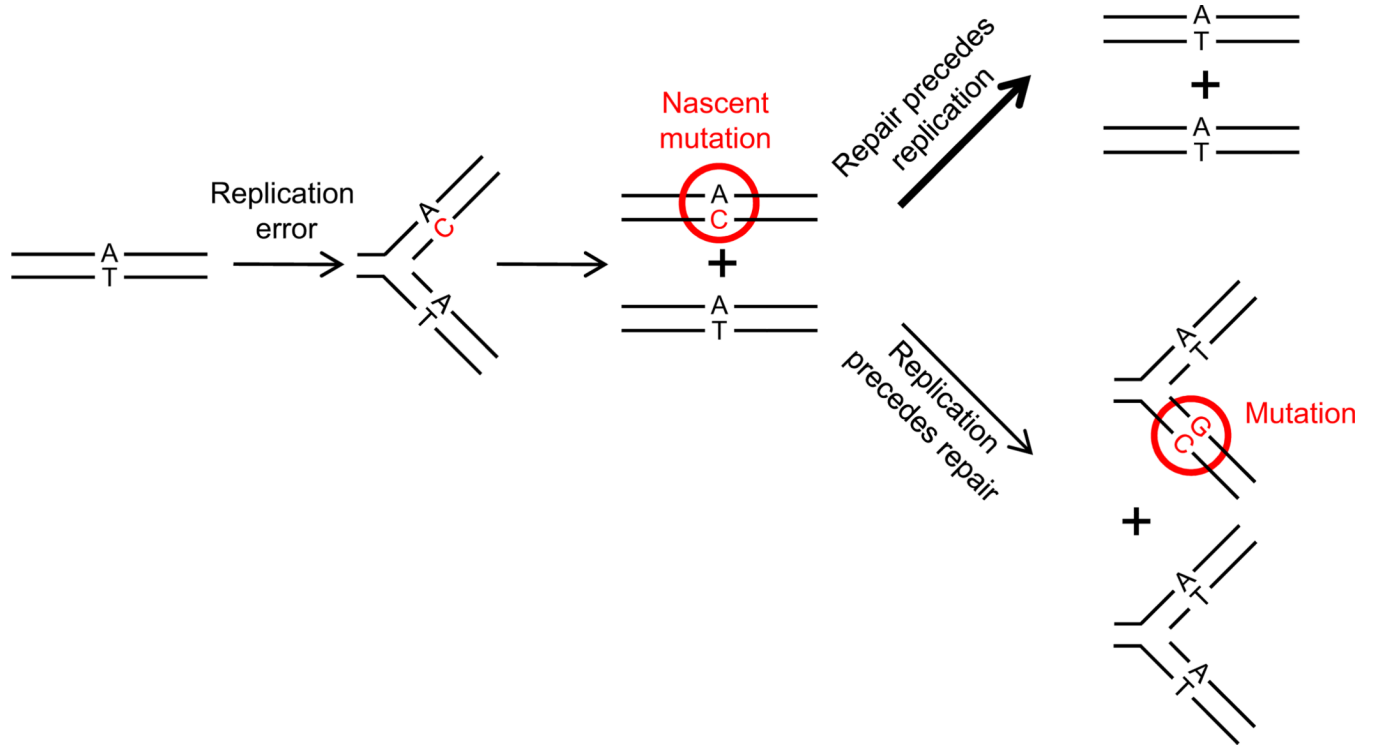 A
T
Replication
error
A
C
A
T
Nascent
mutation
A
C
+
A
T
Repair precedes
replication
A
T
+
A
T
Replication
precedes repair
A
T
G
C
Mutation
+
A
T
A
T